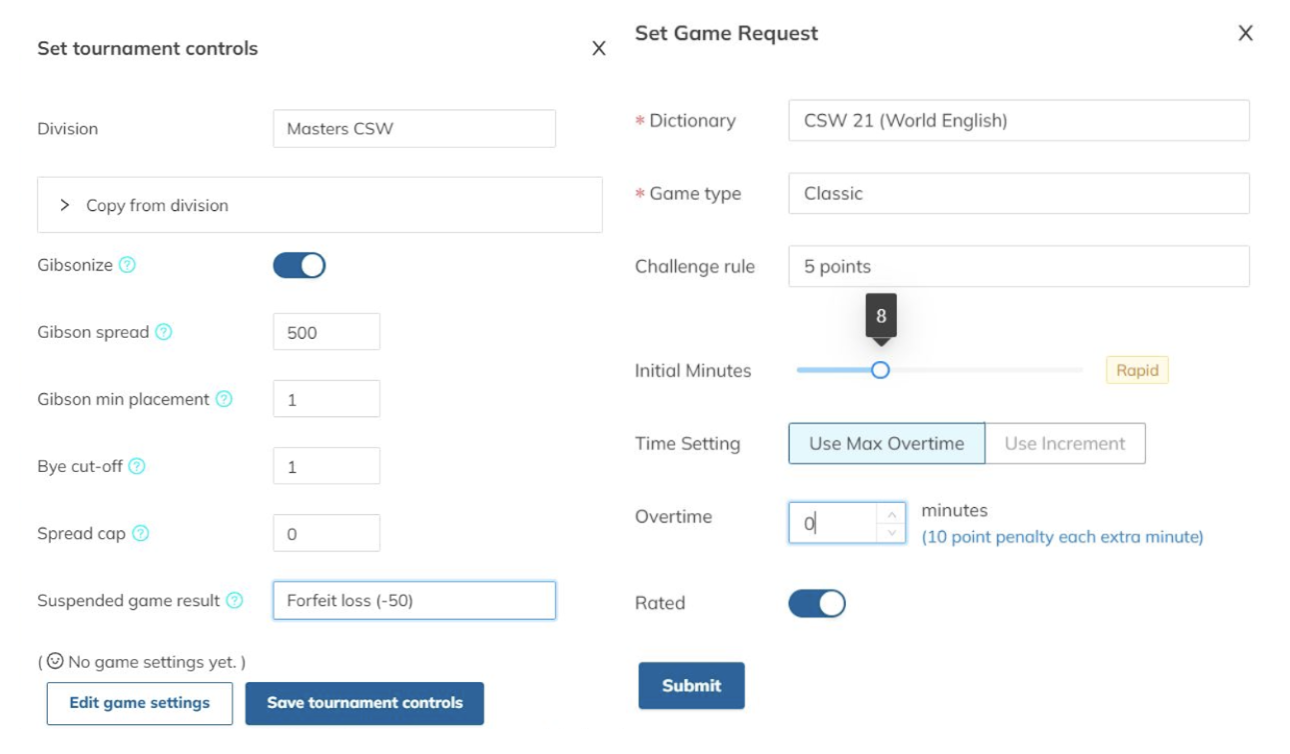 Set tournament controls X
Division Masters CSW
> Copy from division
Gibsonize ?
Gibson spread ? 500
Gibson min placement ? 1
Bye cut-off ? 1
Spread cap ? 0
Suspended game result ? Forfeit loss (-50)
( No game settings yet. )
Edit game settings Save tournament controls
Set Game Request X
* Dictionary CSW 21 (World English)
* Game type Classic
Challenge rule 5 points
8
Initial Minutes Rapid
Time Setting Use Max Overtime Use Increment
Overtime 0 minutes
(10 point penalty each extra minute)
Rated
Submit